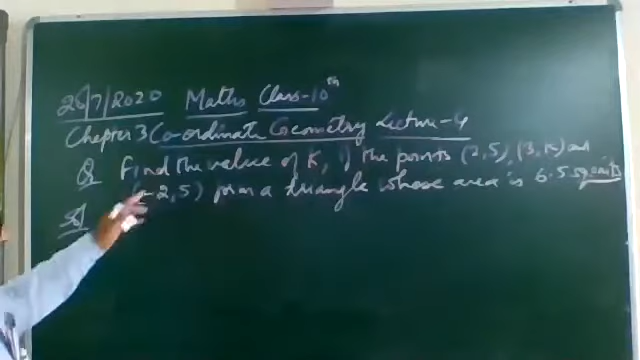 26/7/2020 Maths Class-10th
Chapter 3 Co-ordinate Geometry Lecture-4
Q Find the value of K, if the points (2,5), (3,K) and
(-2,5) form a triangle whose area is 6.5 sq units
Sol